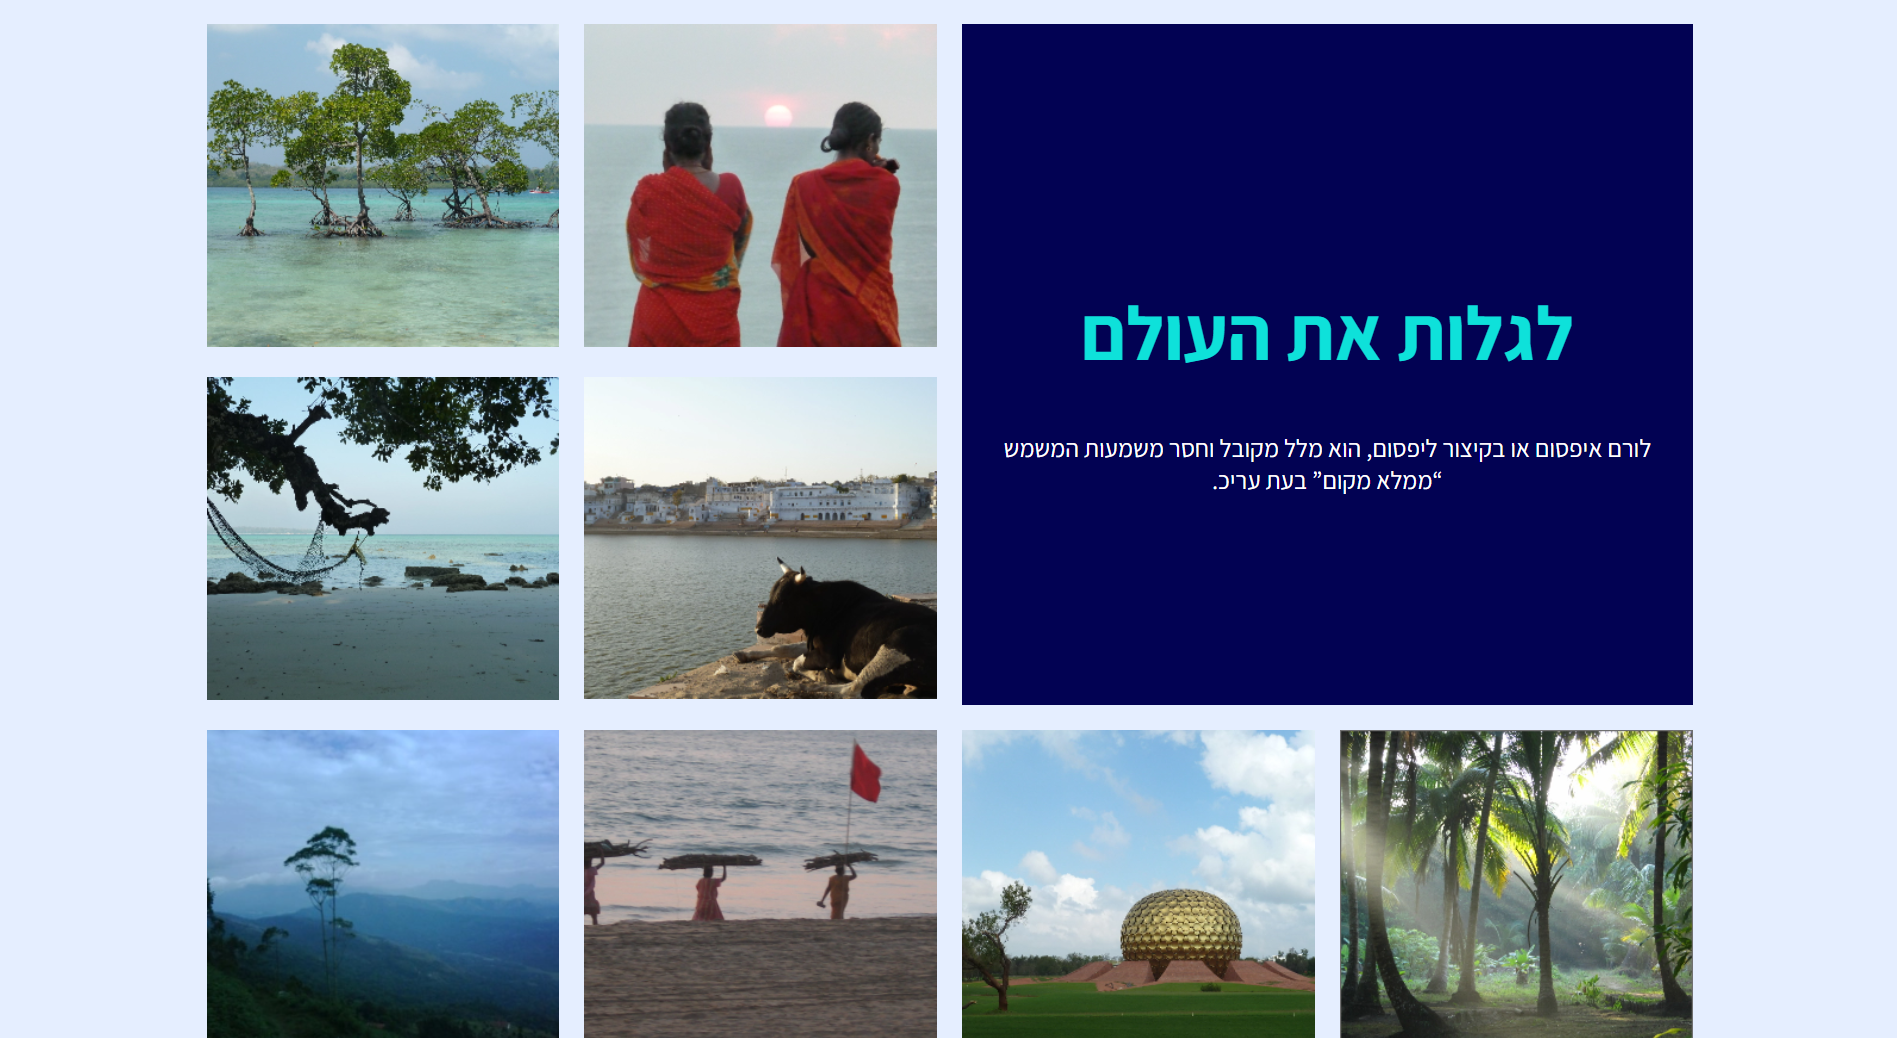 לגלות את העולם
לורם איפסום או בקיצור ליפסום, הוא מלל מקובל וחסר משמעות המשמש
“ממלא מקום” בעת עריכ.